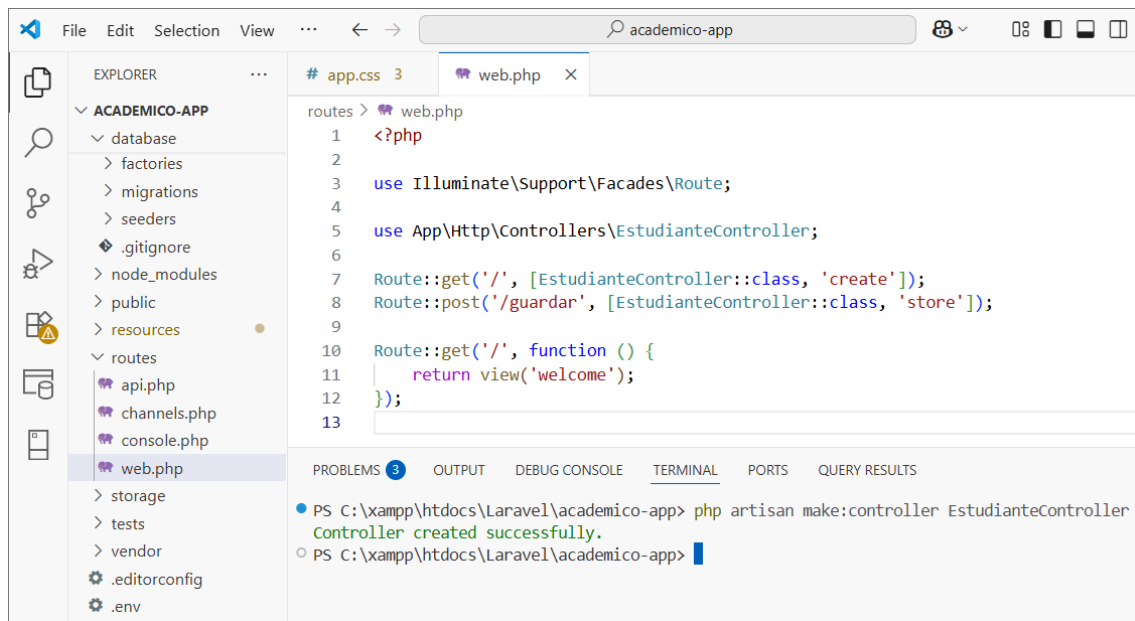 File Edit Selection View ··· academico-app
EXPLORER ···
ACADEMICO-APP
database
factories
migrations
seeders
.gitignore
node_modules
public
resources
routes
api.php
channels.php
console.php
web.php
storage
tests
vendor
.editorconfig
.env
# app.css 3 web.php
routes > web.php
1 <?php
2
3 use Illuminate\Support\Facades\Route;
4
5 use App\Http\Controllers\EstudianteController;
6
7 Route::get('/', [EstudianteController::class, 'create']);
8 Route::post('/guardar', [EstudianteController::class, 'store']);
9
10 Route::get('/', function () {
11     return view('welcome');
12 });
13
PROBLEMS 3 OUTPUT DEBUG CONSOLE TERMINAL PORTS QUERY RESULTS
PS C:\xampp\htdocs\Laravel\academico-app> php artisan make:controller EstudianteController
Controller created successfully.
PS C:\xampp\htdocs\Laravel\academico-app>